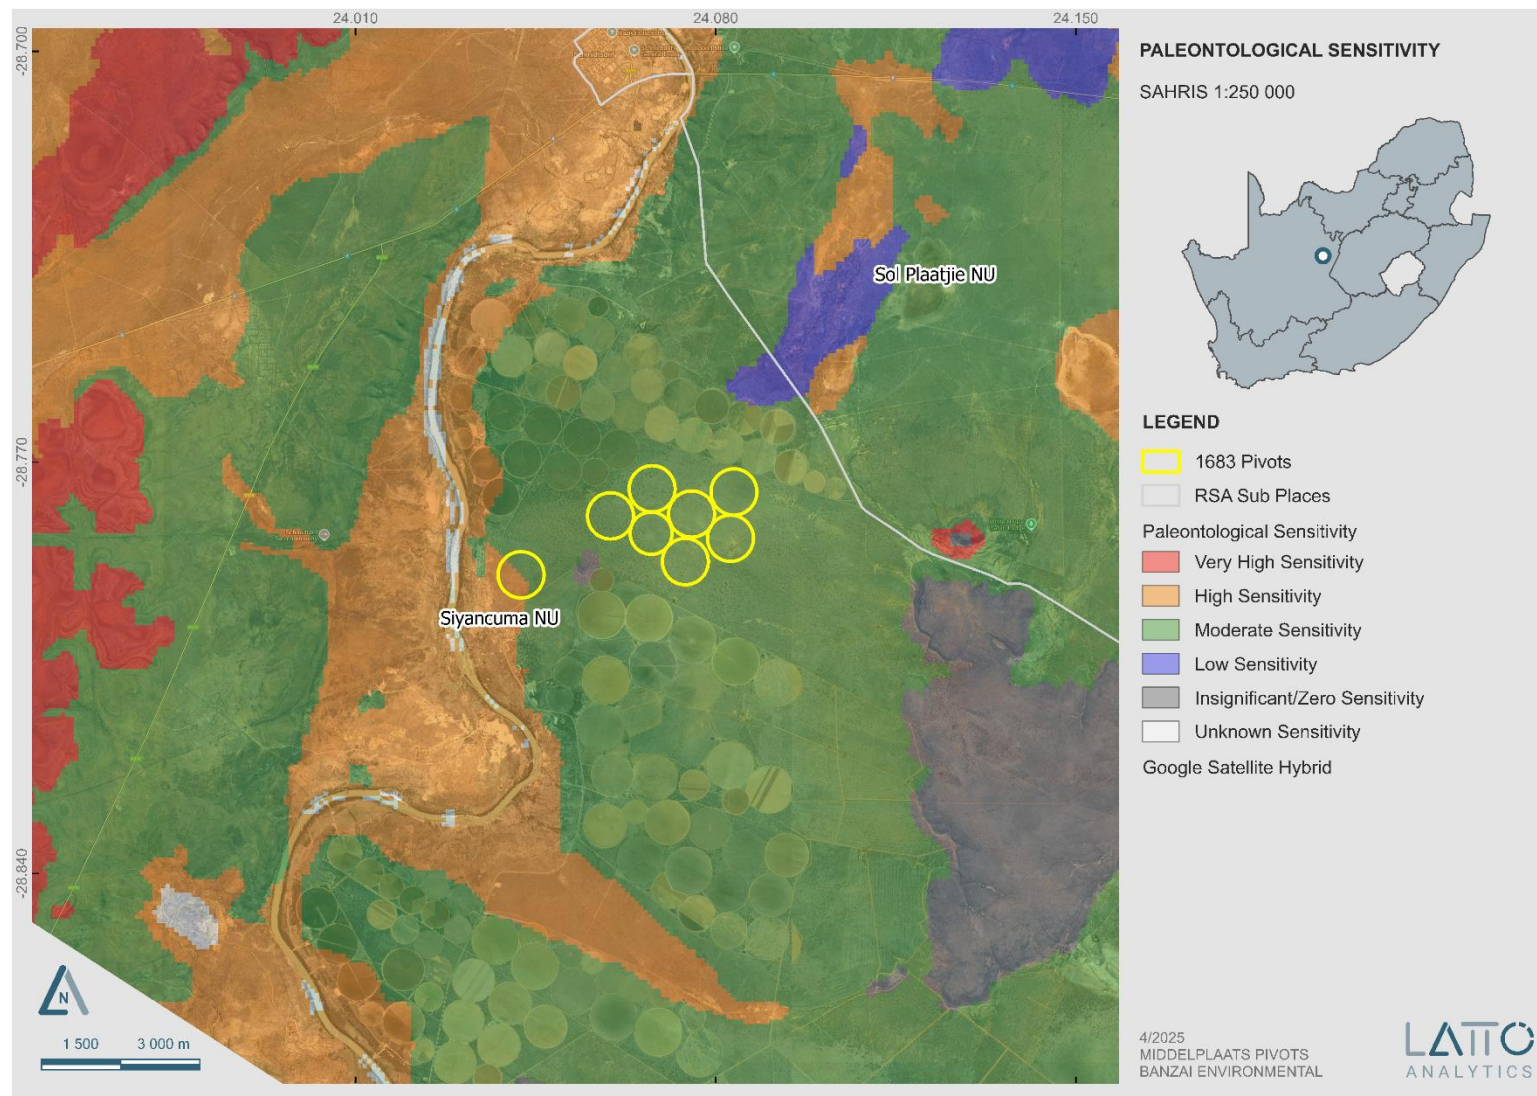 24.010
24.080
24.150
-28.700
-28.770
-28.840
Sol Plaatjie NU
Siyancuma NU
N
1 500
3 000 m
PALEONTOLOGICAL SENSITIVITY
SAHRIS 1:250 000
LEGEND
1683 Pivots
RSA Sub Places
Paleontological Sensitivity
Very High Sensitivity
High Sensitivity
Moderate Sensitivity
Low Sensitivity
Insignificant/Zero Sensitivity
Unknown Sensitivity
Google Satellite Hybrid
4/2025
MIDDELPLAATS PIVOTS
BANZAI ENVIRONMENTAL
LATTO
ANALYTICS